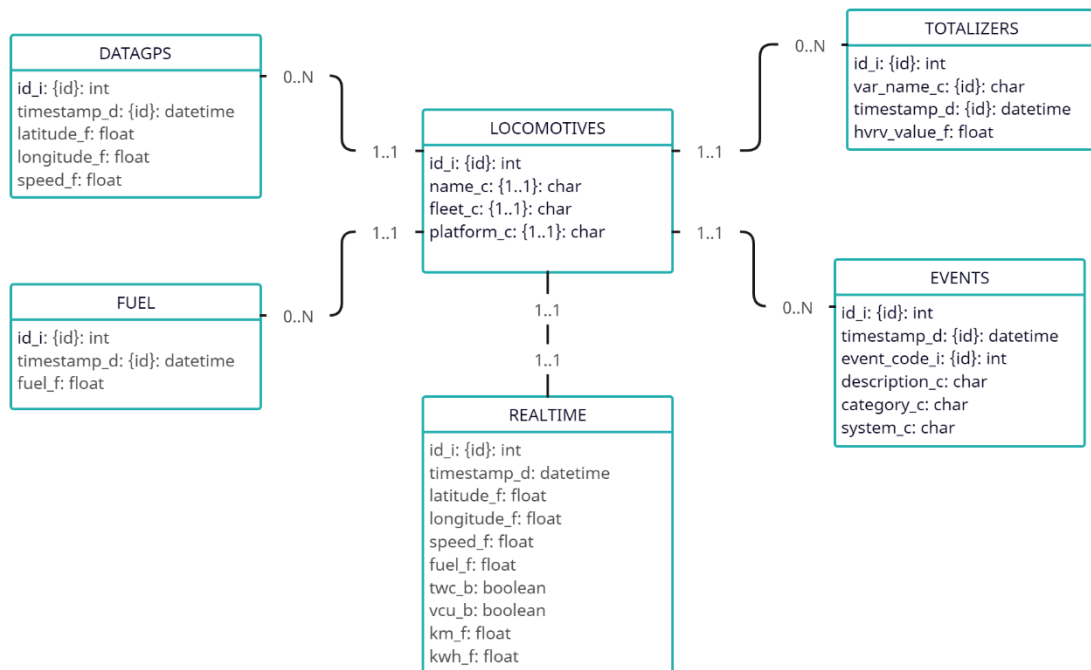 DATAGPS
id_i: {id}: int
timestamp_d: {id}: datetime
latitude_f: float
longitude_f: float
speed_f: float
0..N
1..1
TOTALIZERS
id_i: {id}: int
var_name_c: {id}: char
timestamp_d: {id}: datetime
hvrv_value_f: float
0..N
1..1
LOCOMOTIVES
id_i: {id}: int
name_c: {1..1}: char
fleet_c: {1..1}: char
platform_c: {1..1}: char
1..1
1..1
FUEL
id_i: {id}: int
timestamp_d: {id}: datetime
fuel_f: float
0..N
EVENTS
id_i: {id}: int
timestamp_d: {id}: datetime
event_code_i: {id}: int
description_c: char
category_c: char
system_c: char
0..N
1..1
1..1
REALTIME
id_i: {id}: int
timestamp_d: datetime
latitude_f: float
longitude_f: float
speed_f: float
fuel_f: float
twc_b: boolean
vcu_b: boolean
km_f: float
kwh_f: float